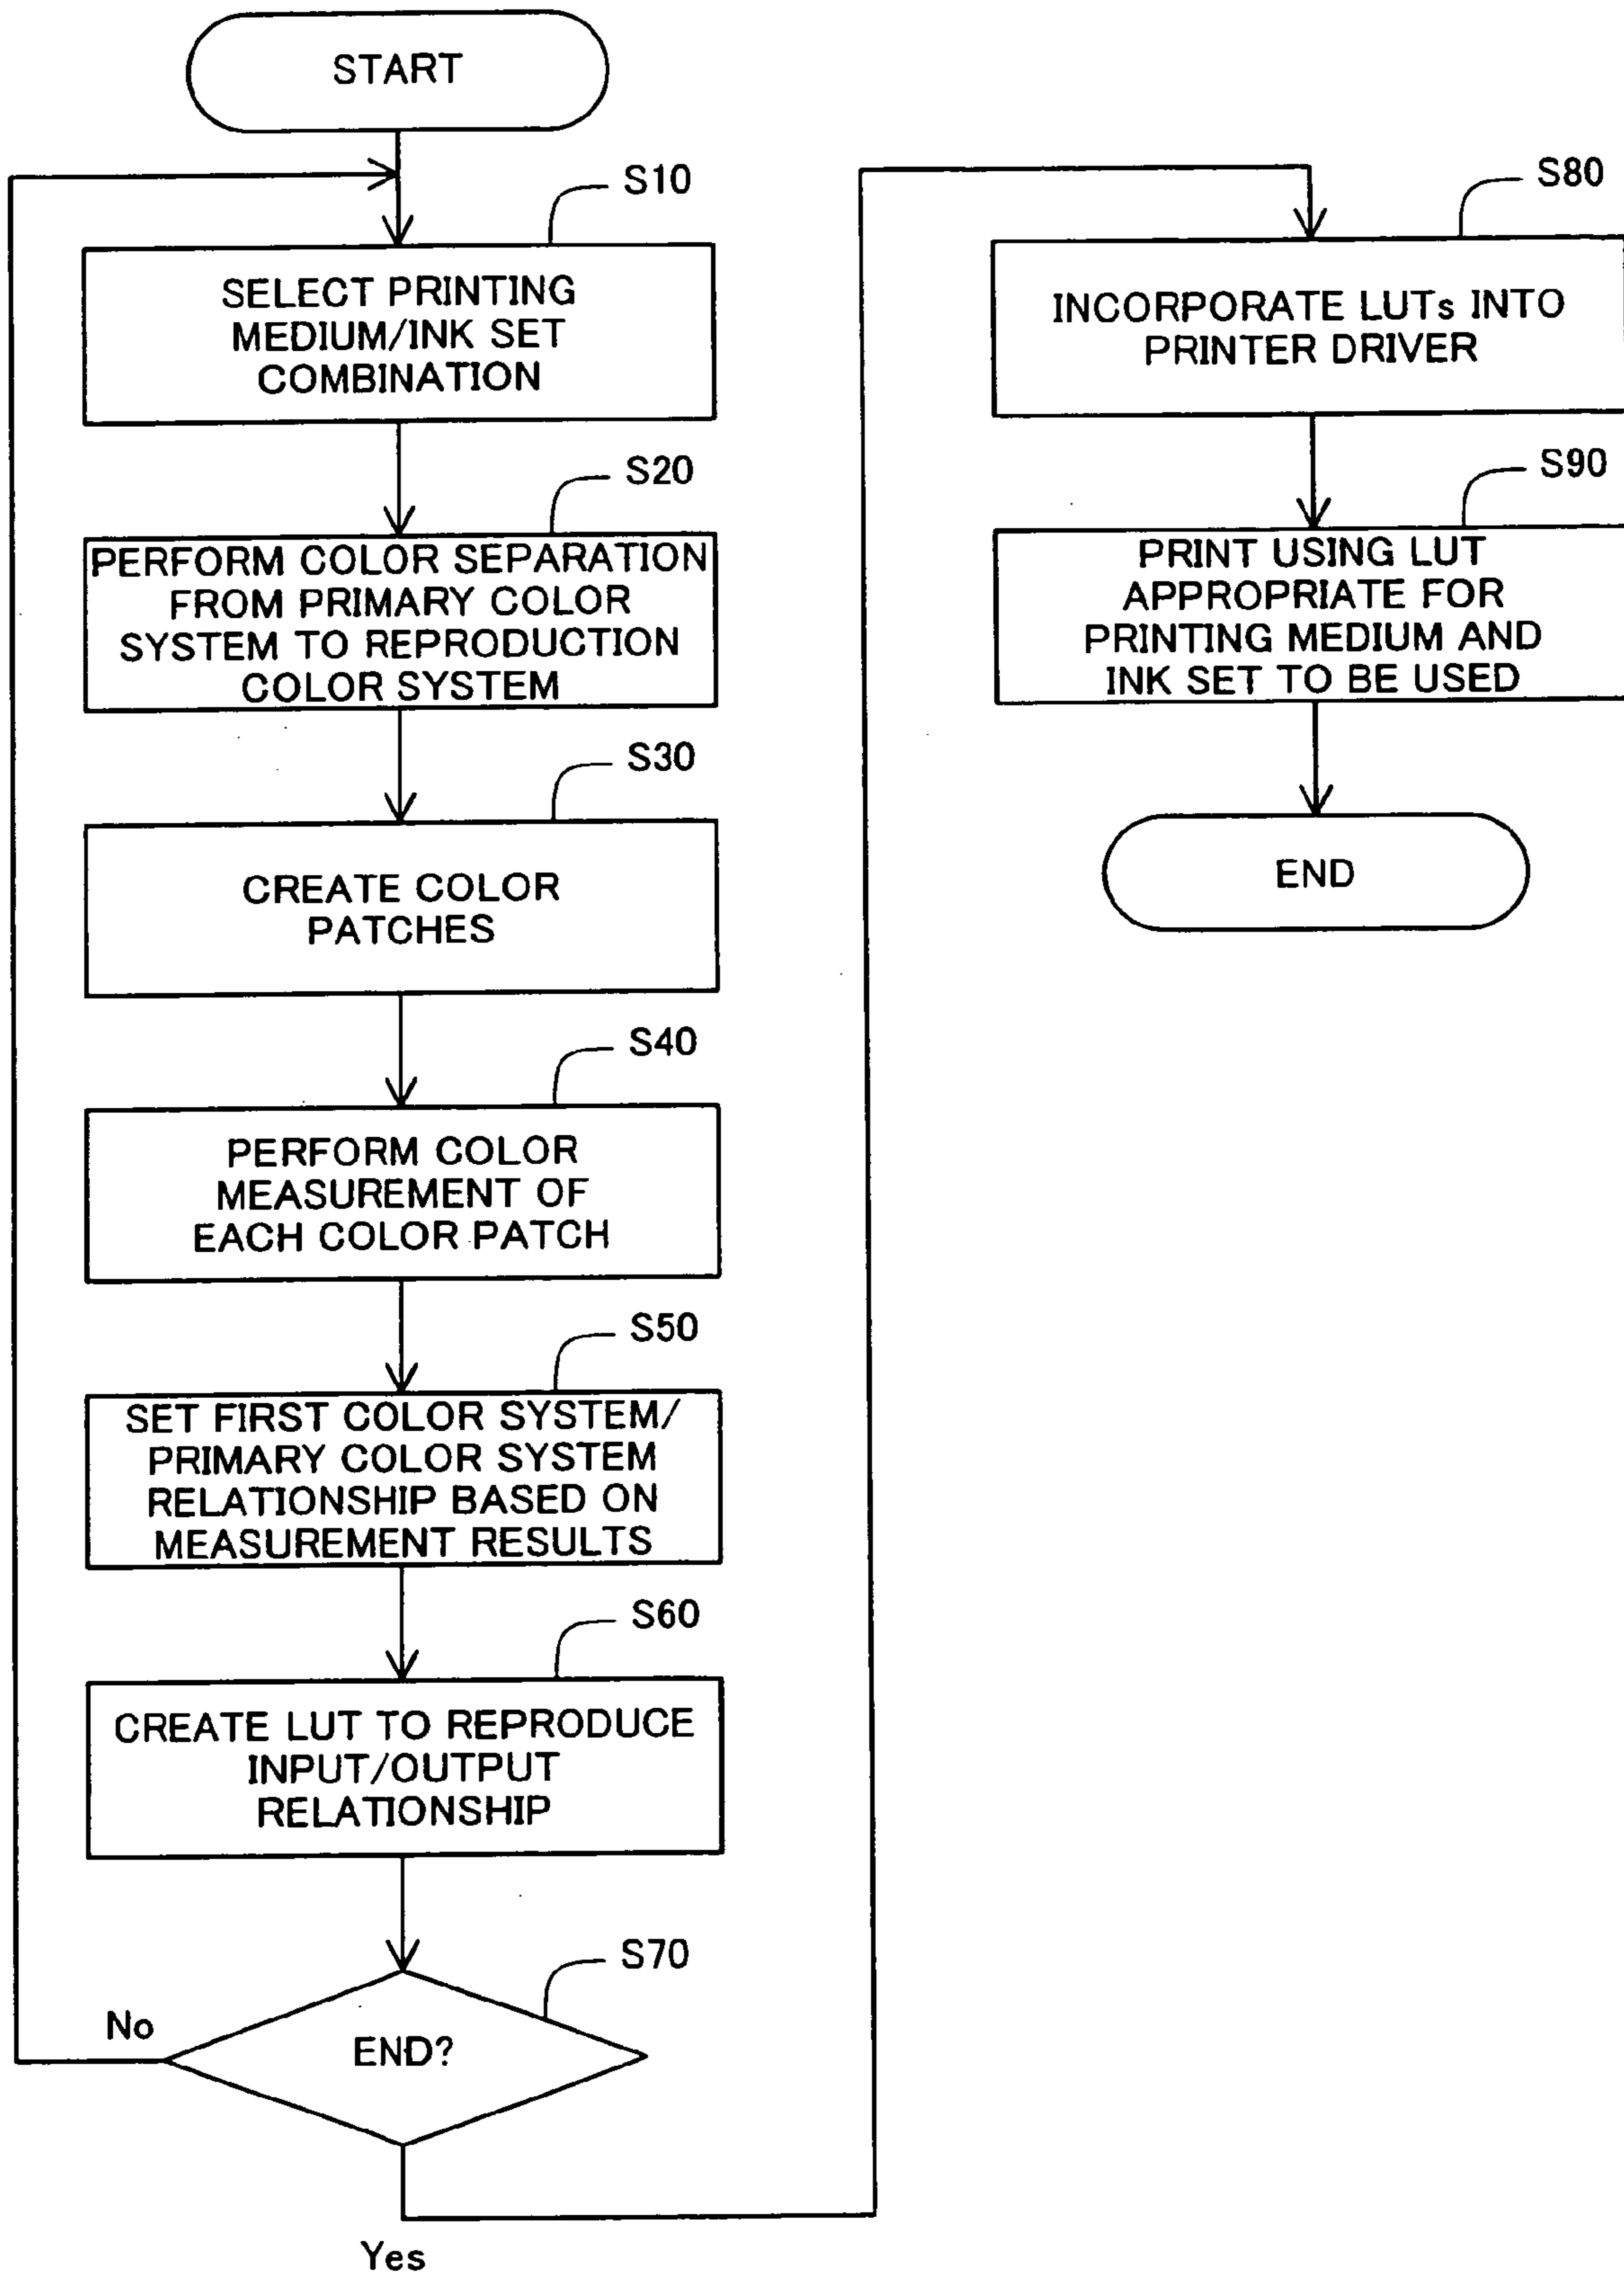 START
S10
SELECT PRINTING
MEDIUM/INK SET
COMBINATION
S20
PERFORM COLOR SEPARATION
FROM PRIMARY COLOR
SYSTEM TO REPRODUCTION
COLOR SYSTEM
S30
CREATE COLOR
PATCHES
S40
PERFORM COLOR
MEASUREMENT OF
EACH COLOR PATCH
S50
SET FIRST COLOR SYSTEM/
PRIMARY COLOR SYSTEM
RELATIONSHIP BASED ON
MEASUREMENT RESULTS
S60
CREATE LUT TO REPRODUCE
INPUT/OUTPUT
RELATIONSHIP
S70
No
END?
Yes
S80
INCORPORATE LUTs INTO
PRINTER DRIVER
S90
PRINT USING LUT
APPROPRIATE FOR
PRINTING MEDIUM AND
INK SET TO BE USED
END